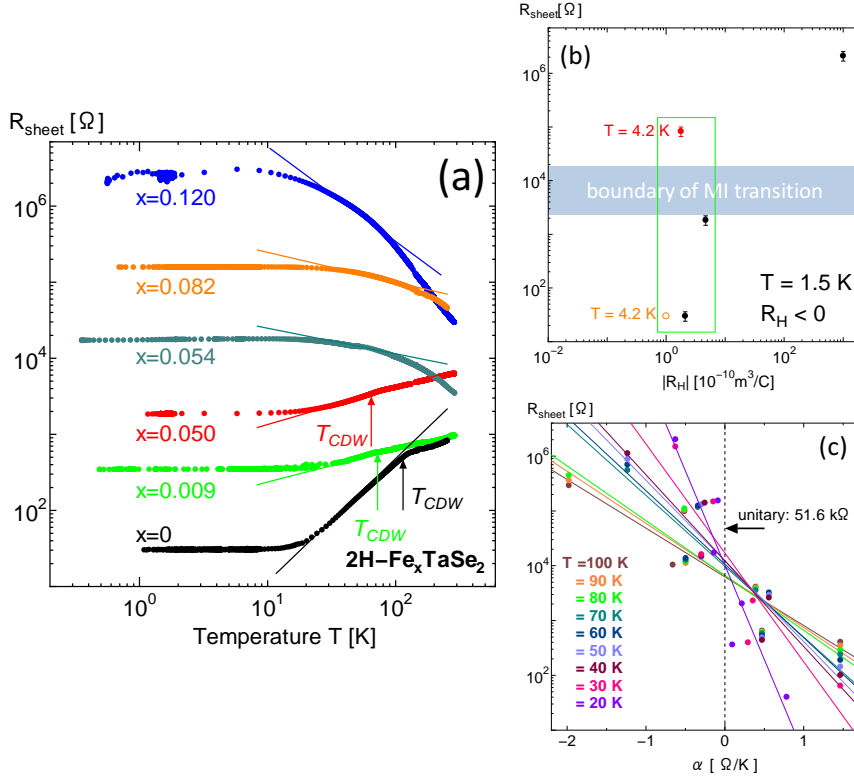 R_sheet [Ω]
(a)
10^6
10^4
10^2
x=0.120
x=0.082
x=0.054
x=0.050
x=0.009
x=0
T_CDW
T_CDW
T_CDW
2H−Fe_xTaSe_2
10^0
10^1
10^2
Temperature T [K]
R_sheet [Ω]
(b)
10^6
10^4
10^2
10^0
T = 4.2 K
boundary of MI transition
T = 4.2 K
T = 1.5 K
R_H < 0
10^-2
10^0
10^2
|R_H| [10^-10 m^3/C]
R_sheet [Ω]
(c)
10^6
10^4
10^2
unitary: 51.6 kΩ
T =100 K
= 90 K
= 80 K
= 70 K
= 60 K
= 50 K
= 40 K
= 30 K
= 20 K
−2
−1
0
1
α [ Ω/K ]